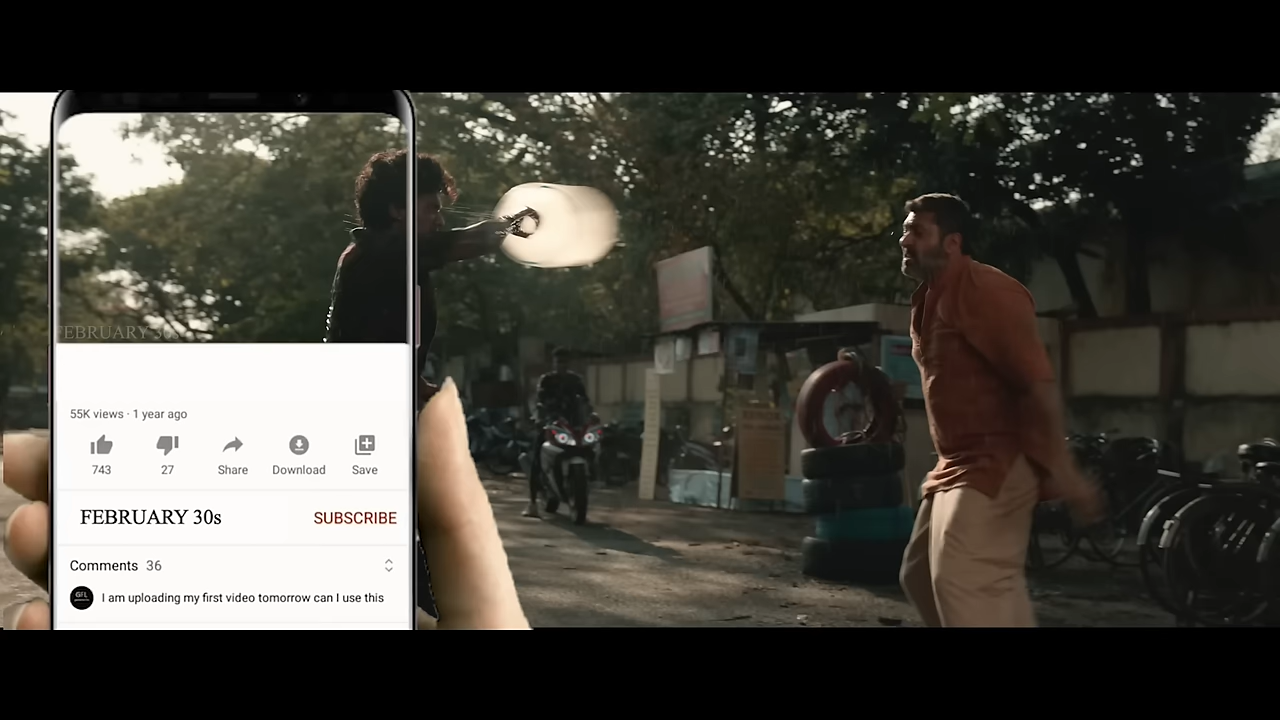 FEBRUARY 30s
55K views · 1 year ago
743
27
Share
Download
Save
FEBRUARY 30s
SUBSCRIBE
Comments 36
GFL
I am uploading my first video tomorrow can I use this